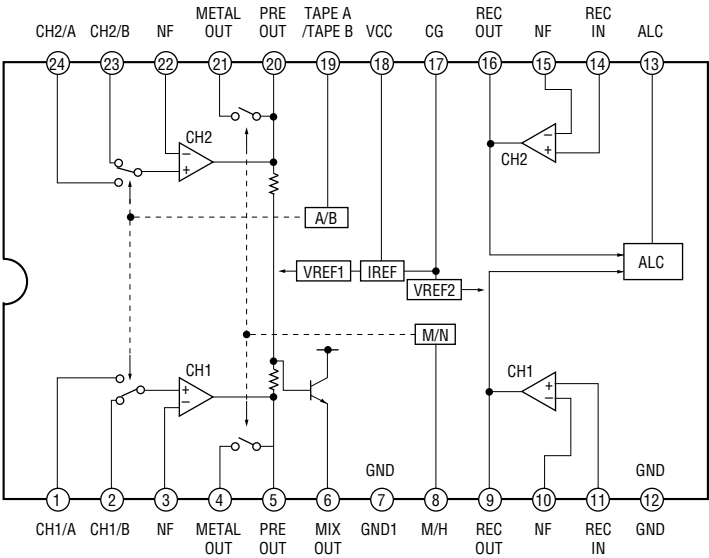 METAL PRE TAPE A REC REC
CH2/A CH2/B NF OUT OUT /TAPE B VCC CG OUT NF IN ALC
24 23 22 21 20 19 18 17 16 15 14 13
CH2
−
+
−
+
CH2
A/B
VREF1 IREF
VREF2
ALC
M/N
CH1
+
−
CH1
+
−
GND GND
1 2 3 4 5 6 7 8 9 10 11 12
CH1/A CH1/B NF METAL PRE MIX GND1 M/H REC NF REC GND
OUT OUT OUT OUT IN